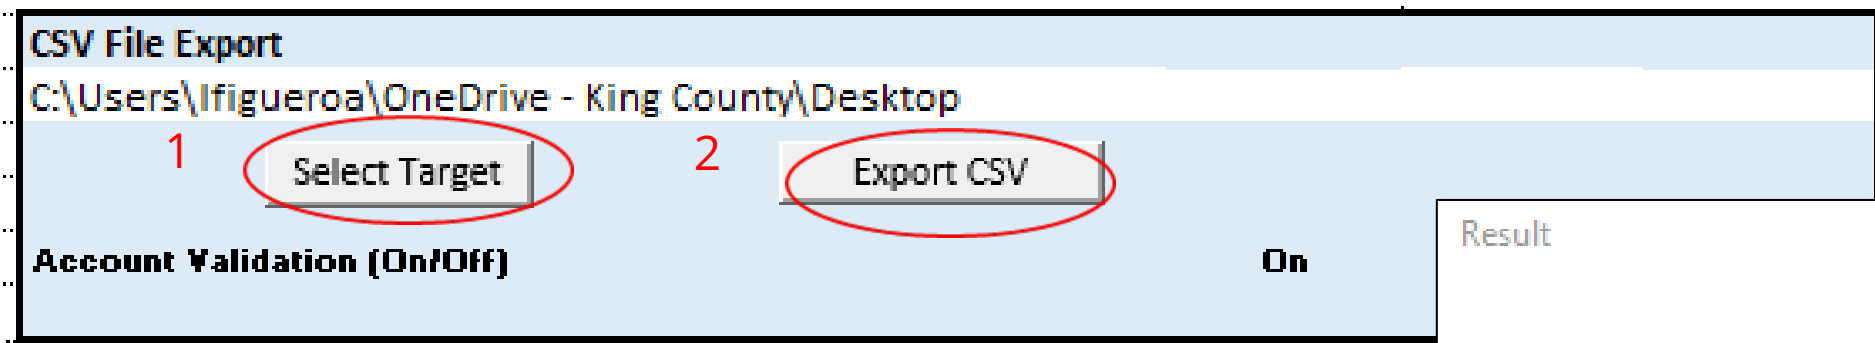 CSV File Export
C:\Users\lfigueroa\OneDrive - King County\Desktop
1 Select Target 2 Export CSV
Result
Account Validation (On/Off) On